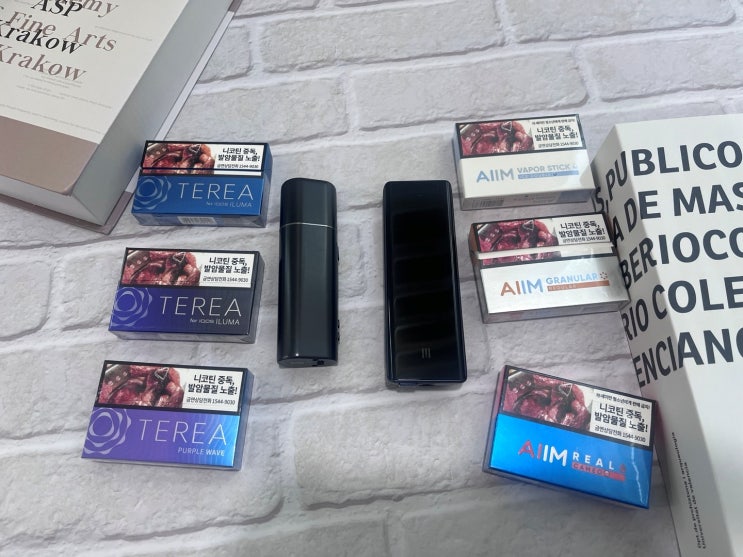 ASP
my
Fine Arts
Krakow
Krakow
니코틴 중독,
발암물질 노출!
금연상담전화 1544-9030
TEREA
for IQOS ILUMA
니코틴 중독,
발암물질 노출!
금연상담전화 1544-9030
TEREA
for IQOS ILUMA
니코틴 중독,
발암물질 노출!
금연상담전화 1544-9030
TEREA
PURPLE WAVE
니코틴 중독,
발암물질 노출!
금연상담전화 1544-9030
AIIM
VAPOR STICK
니코틴 중독,
발암물질 노출!
금연상담전화 1544-9030
AIIM
GRANULAR
REGULAR
니코틴 중독,
발암물질 노출!
금연상담전화 1544-9030
AIIM
REAL
PUBLICO
A DE MAS
BERIOCO
RIO COLE
ENCIANO